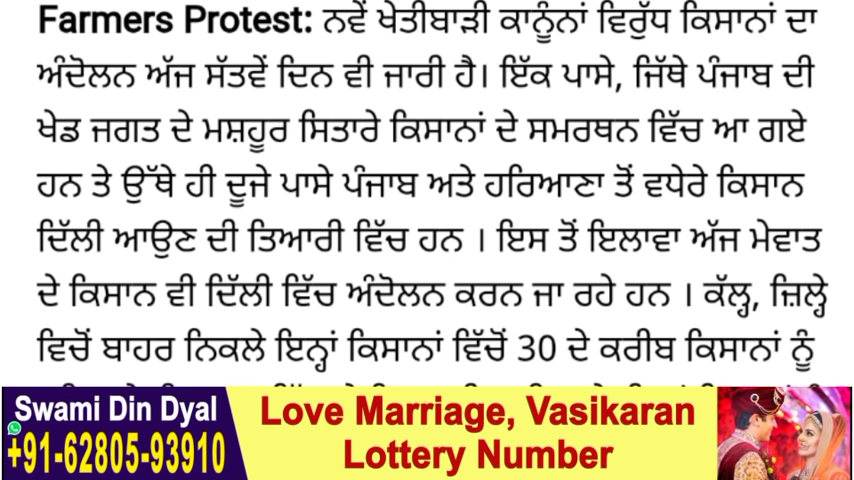 Farmers Protest: ਨਵੇਂ ਖੇਤੀਬਾੜੀ ਕਾਨੂੰਨਾਂ ਵਿਰੁੱਧ ਕਿਸਾਨਾਂ ਦਾ
ਅੰਦੋਲਨ ਅੱਜ ਸੱਤਵੇਂ ਦਿਨ ਵੀ ਜਾਰੀ ਹੈ। ਇੱਕ ਪਾਸੇ, ਜਿੱਥੇ ਪੰਜਾਬ ਦੀ
ਖੇਡ ਜਗਤ ਦੇ ਮਸ਼ਹੂਰ ਸਿਤਾਰੇ ਕਿਸਾਨਾਂ ਦੇ ਸਮਰਥਨ ਵਿੱਚ ਆ ਗਏ
ਹਨ ਤੇ ਉੱਥੇ ਹੀ ਦੂਜੇ ਪਾਸੇ ਪੰਜਾਬ ਅਤੇ ਹਰਿਆਣਾ ਤੋਂ ਵਧੇਰੇ ਕਿਸਾਨ
ਦਿੱਲੀ ਆਉਣ ਦੀ ਤਿਆਰੀ ਵਿੱਚ ਹਨ । ਇਸ ਤੋਂ ਇਲਾਵਾ ਅੱਜ ਮੇਵਾਤ
ਦੇ ਕਿਸਾਨ ਵੀ ਦਿੱਲੀ ਵਿੱਚ ਅੰਦੋਲਨ ਕਰਨ ਜਾ ਰਹੇ ਹਨ । ਕੱਲ੍ਹ, ਜ਼ਿਲ੍ਹੇ
ਵਿਚੋਂ ਬਾਹਰ ਨਿਕਲੇ ਇਨ੍ਹਾਂ ਕਿਸਾਨਾਂ ਵਿੱਚੋਂ 30 ਦੇ ਕਰੀਬ ਕਿਸਾਨਾਂ ਨੂੰ
Swami Din Dyal
+91-62805-93910
Love Marriage, Vasikaran
Lottery Number